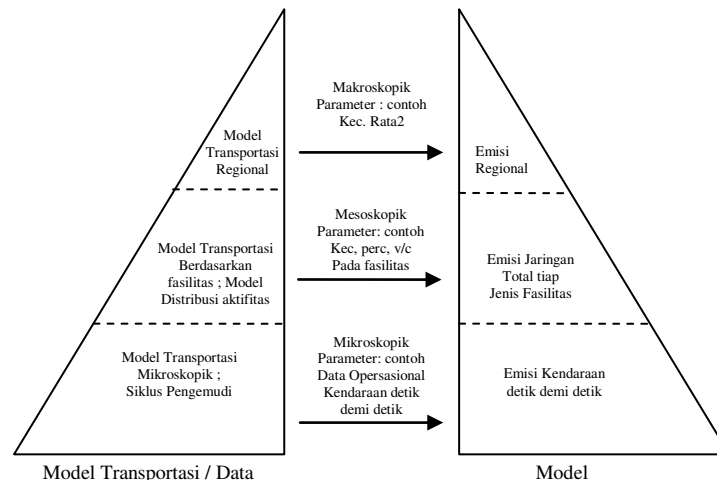 Model
Transportasi
Regional
Makroskopik
Parameter : contoh
Kec. Rata2
Emisi
Regional
Model Transportasi
Berdasarkan
fasilitas ; Model
Distribusi aktifitas
Mesoskopik
Parameter: contoh
Kec, perc, v/c
Pada fasilitas
Emisi Jaringan
Total tiap
Jenis Fasilitas
Model Transportasi
Mikroskopik ;
Siklus Pengemudi
Mikroskopik
Parameter: contoh
Data Opersasional
Kendaraan detik
demi detik
Emisi Kendaraan
detik demi detik
Model Transportasi / Data
Model